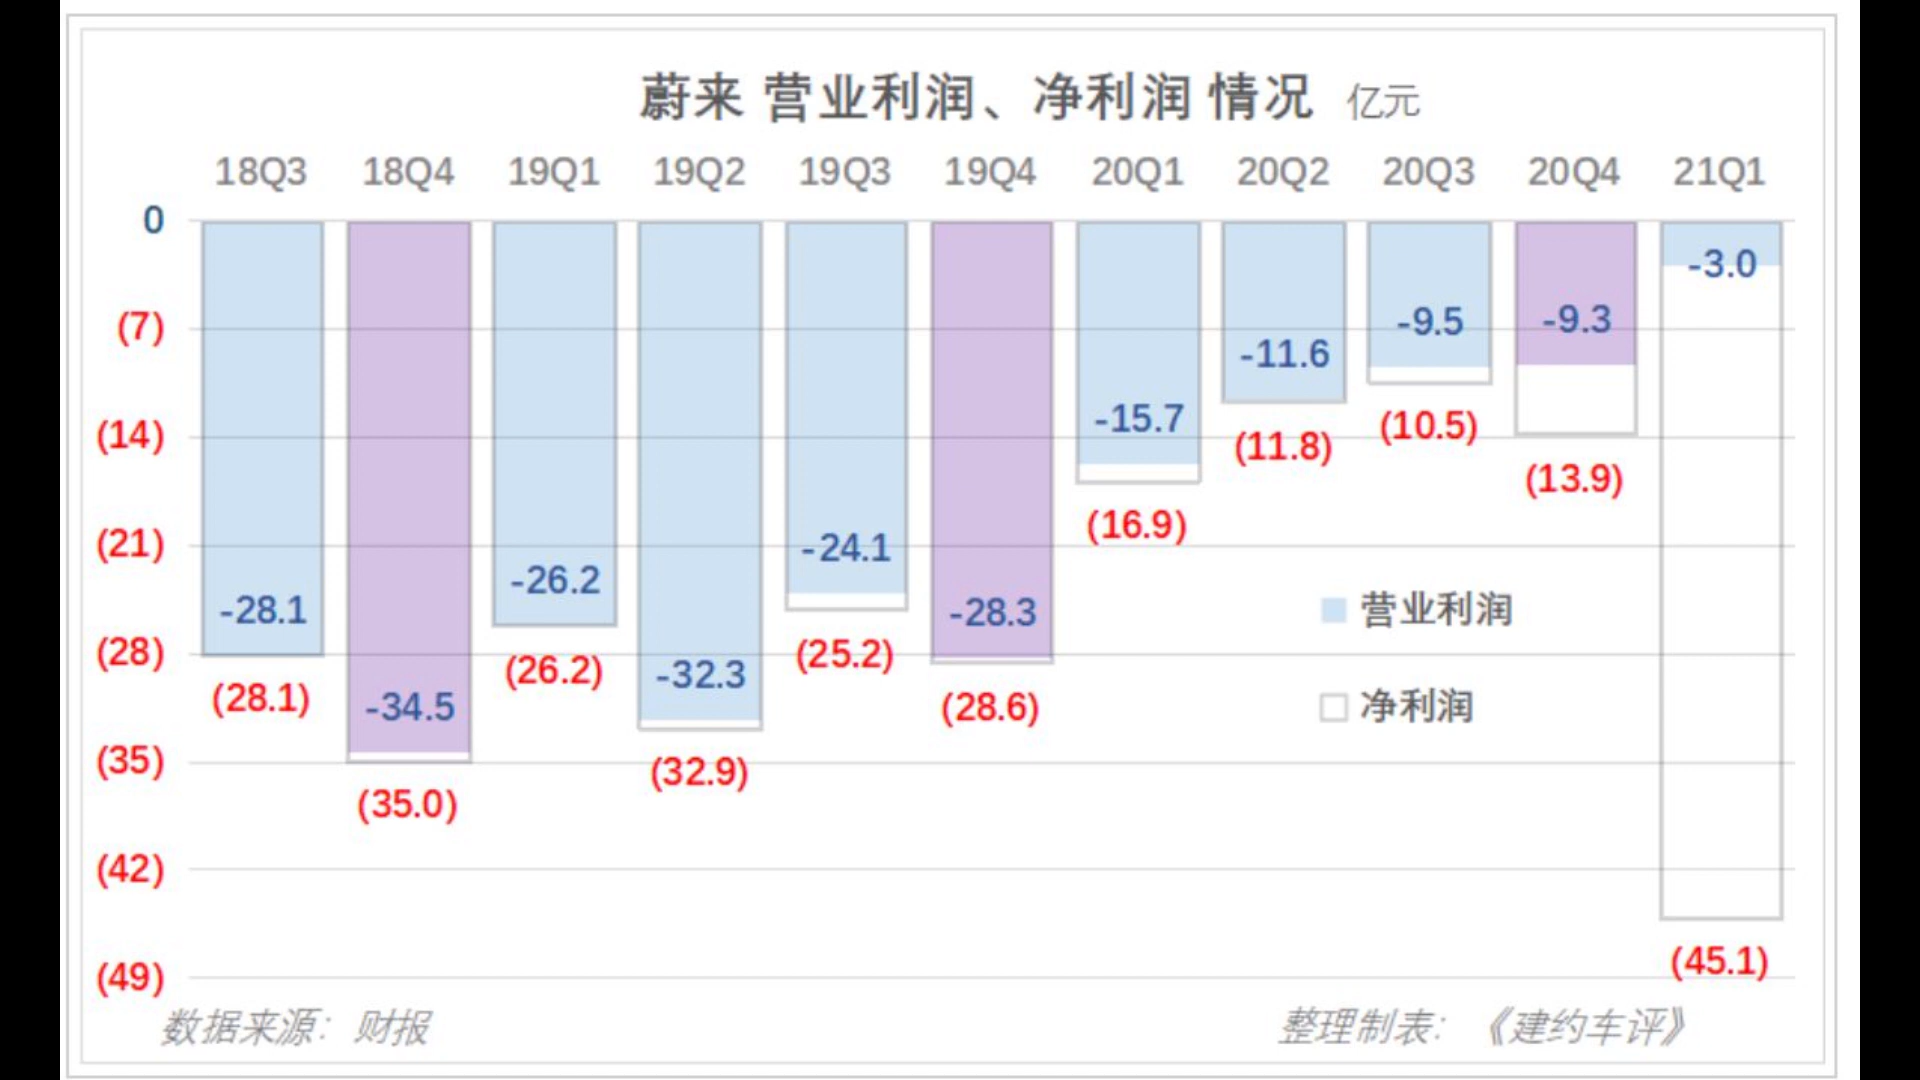 蔚来 营业利润、净利润 情况 亿元
18Q3 18Q4 19Q1 19Q2 19Q3 19Q4 20Q1 20Q2 20Q3 20Q4 21Q1
0
(7)
(14)
(21)
(28)
(35)
(42)
(49)
-28.1 -34.5 -26.2 -32.3 -24.1 -28.3 -15.7 -11.6 -9.5 -9.3 -3.0
(28.1) (35.0) (26.2) (32.9) (25.2) (28.6) (16.9) (11.8) (10.5) (13.9) (45.1)
营业利润
净利润
数据来源：财报
整理制表：《建约车评》